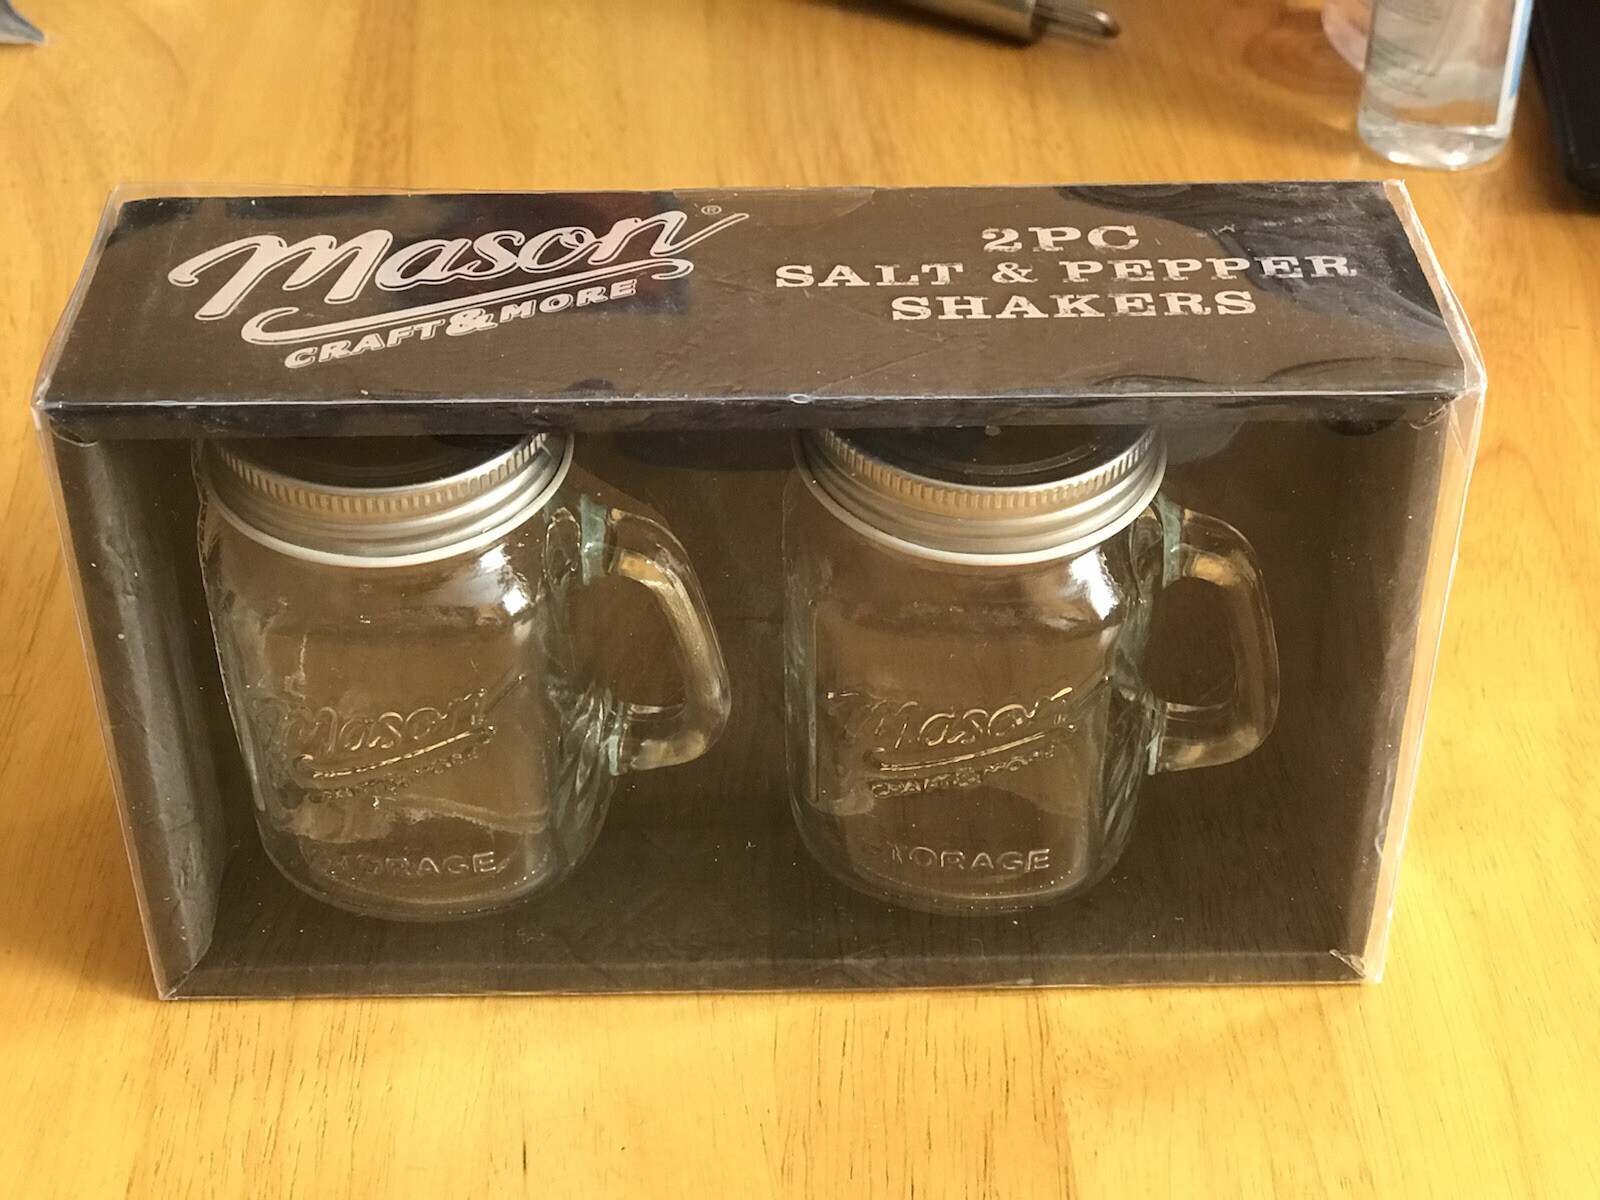 Mason®
CRAFT & MORE
2PC
SALT & PEPPER
SHAKERS
Mason
CRAFT & MORE
STORAGE
Mason
CRAFT & MORE
STORAGE